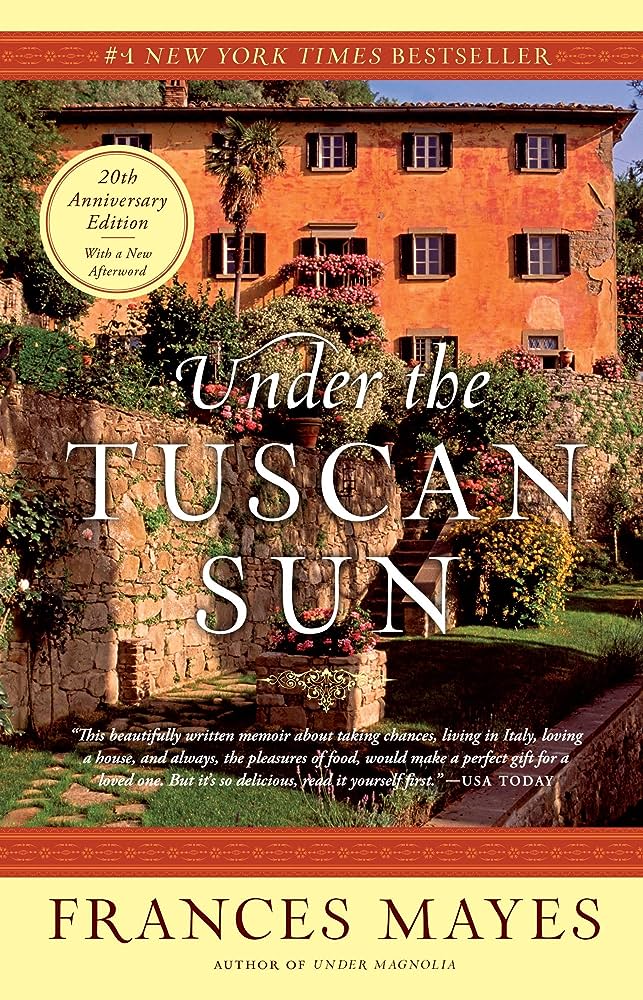 #1 NEW YORK TIMES BESTSELLER
20th
Anniversary
Edition
With a New
Afterword
Under the
TUSCAN
SUN
“This beautifully written memoir about taking chances, living in Italy, loving
a house, and always, the pleasures of food, would make a perfect gift for a
loved one. But it’s so delicious, read it yourself first.” —USA TODAY
FRANCES MAYES
AUTHOR OF UNDER MAGNOLIA